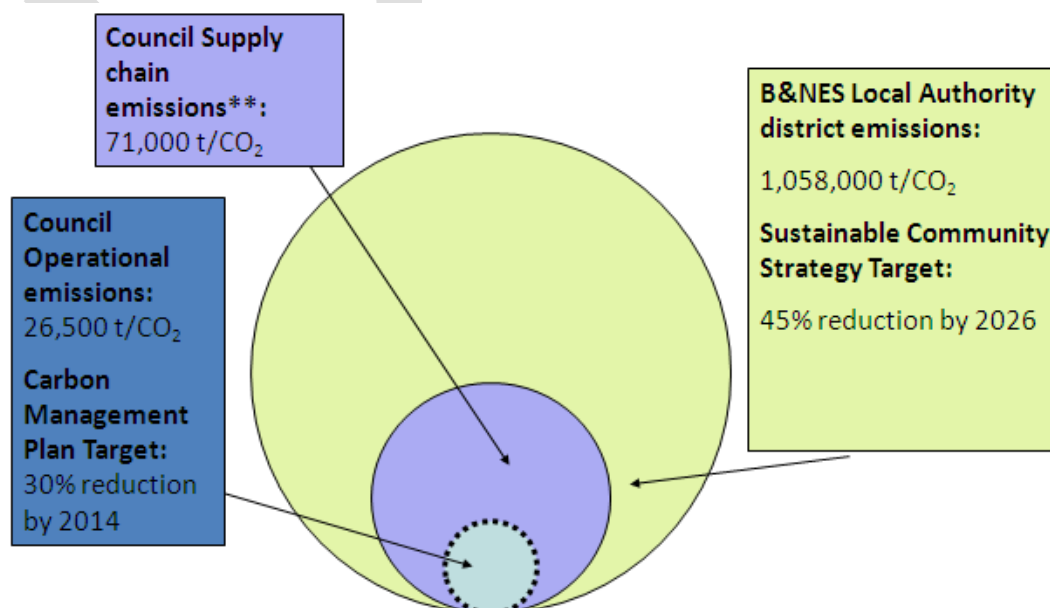 Council Supply
chain
emissions**:
71,000 t/CO₂
Council
Operational
emissions:
26,500 t/CO₂
Carbon
Management
Plan Target:
30% reduction
by 2014
B&NES Local Authority
district emissions:
1,058,000 t/CO₂
Sustainable Community
Strategy Target:
45% reduction by 2026